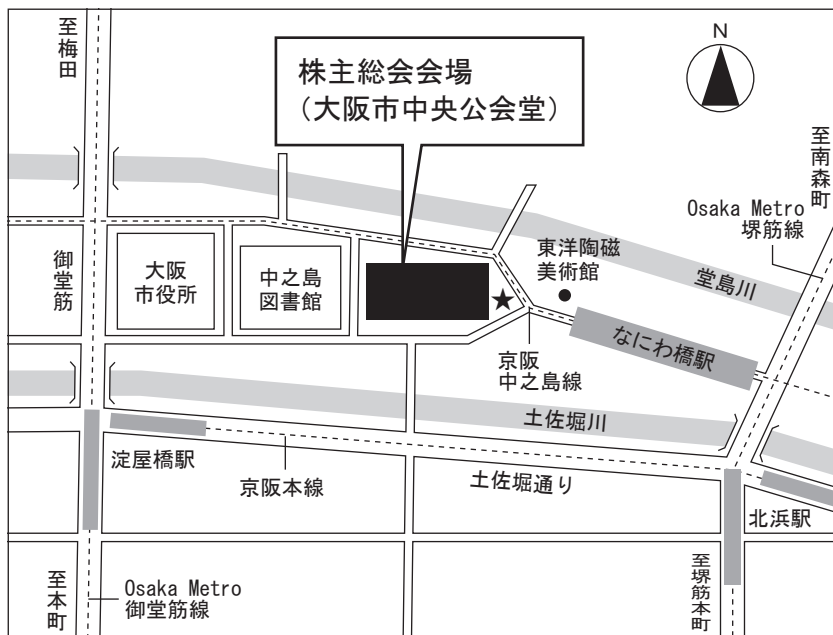 至梅田
株主総会会場
（大阪市中央公会堂）
N
至南森町
Osaka Metro
堺筋線
御堂筋
大阪
市役所
中之島
図書館
★
東洋陶磁
美術館
堂島川
なにわ橋駅
京阪
中之島線
土佐堀川
淀屋橋駅
京阪本線
土佐堀通り
北浜駅
至本町
Osaka Metro
御堂筋線
至堺筋本町